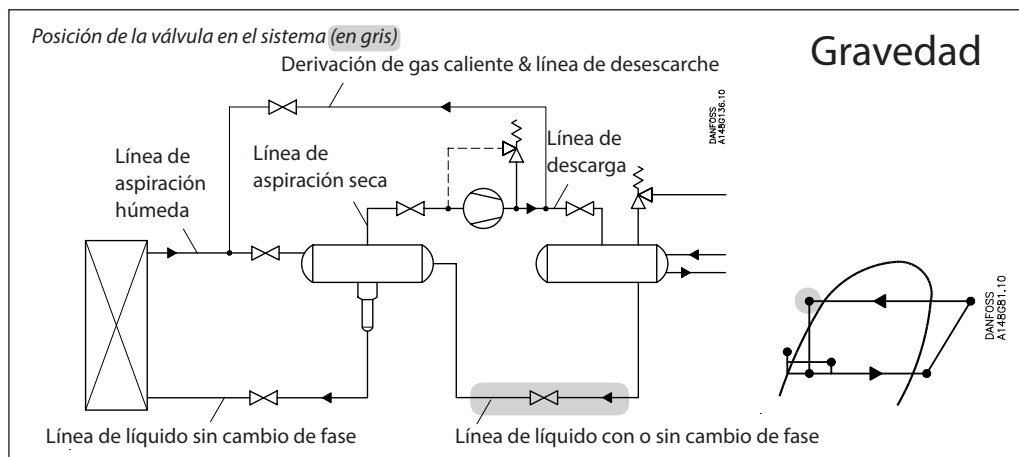 Posición de la válvula en el sistema (en gris)
Gravedad
Derivación de gas caliente & línea de desescarche
DANFOSS
A148G136.10
Línea de
aspiración
húmeda
Línea de
aspiración seca
Línea de
descarga
DANFOSS
A148G81.10
Línea de líquido sin cambio de fase
Línea de líquido con o sin cambio de fase